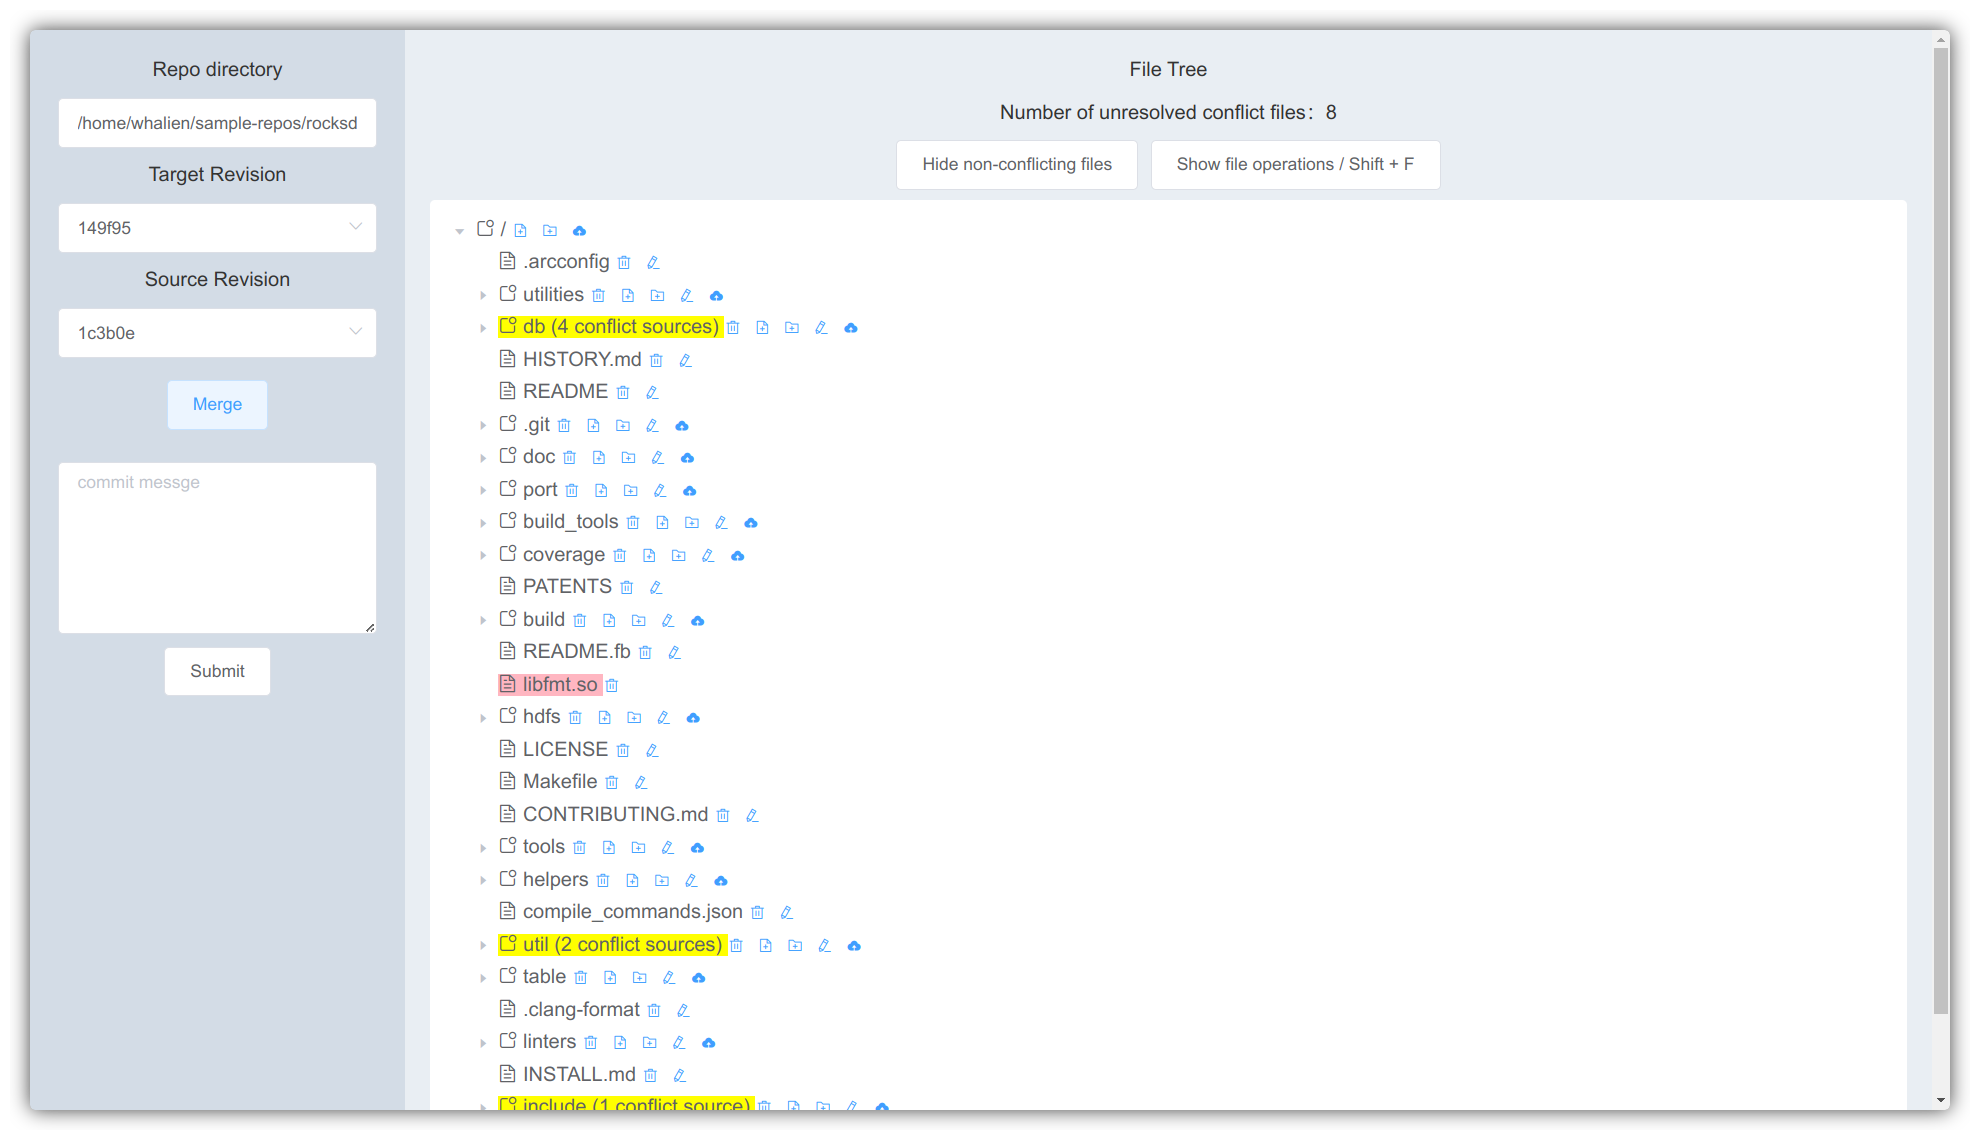 Repo directory
/home/whalien/sample-repos/rocksd
Target Revision
149f95
Source Revision
1c3b0e
Merge
commit messge
Submit
File Tree
Number of unresolved conflict files：8
Hide non-conflicting files
Show file operations / Shift + F
/
.arcconfig
utilities
db (4 conflict sources)
HISTORY.md
README
.git
doc
port
build_tools
coverage
PATENTS
build
README.fb
libfmt.so
hdfs
LICENSE
Makefile
CONTRIBUTING.md
tools
helpers
compile_commands.json
util (2 conflict sources)
table
.clang-format
linters
INSTALL.md
include (1 conflict source)